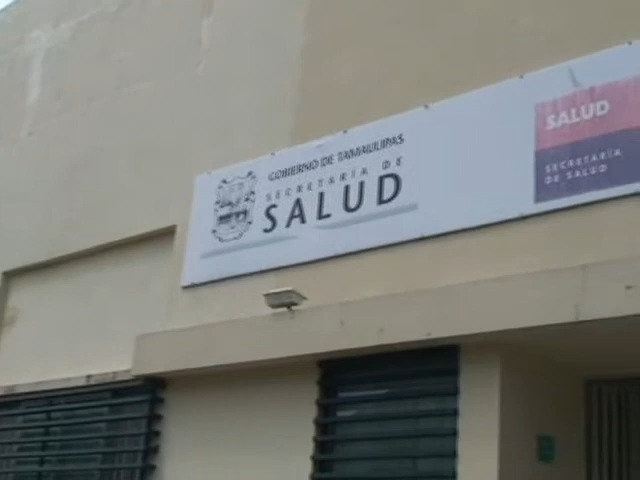 GOBIERNO DE TAMAULIPAS
SECRETARÍA DE
SALUD
SALUD
SECRETARÍA
DE SALUD